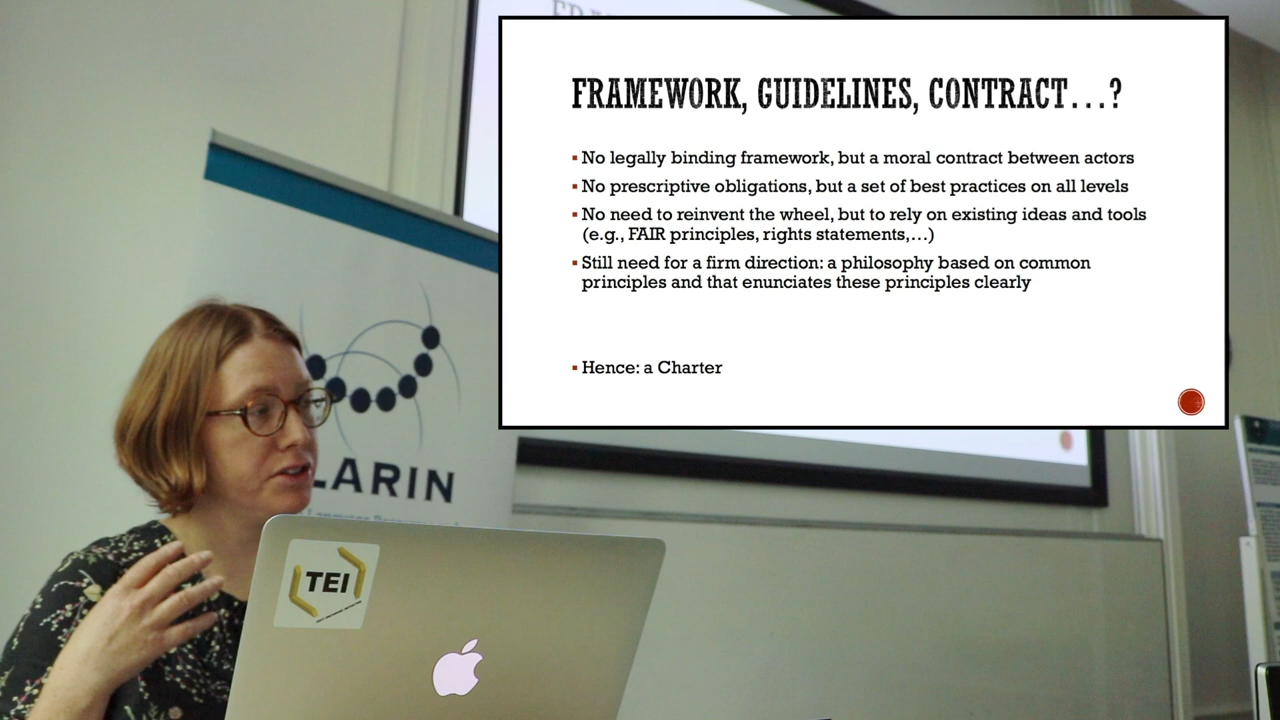 FRAMEWORK, GUIDELINES, CONTRACT...?
▪ No legally binding framework, but a moral contract between actors
▪ No prescriptive obligations, but a set of best practices on all levels
▪ No need to reinvent the wheel, but to rely on existing ideas and tools
(e.g., FAIR principles, rights statements,...)
▪ Still need for a firm direction: a philosophy based on common
principles and that enunciates these principles clearly
▪ Hence: a Charter
LARIN
TEI